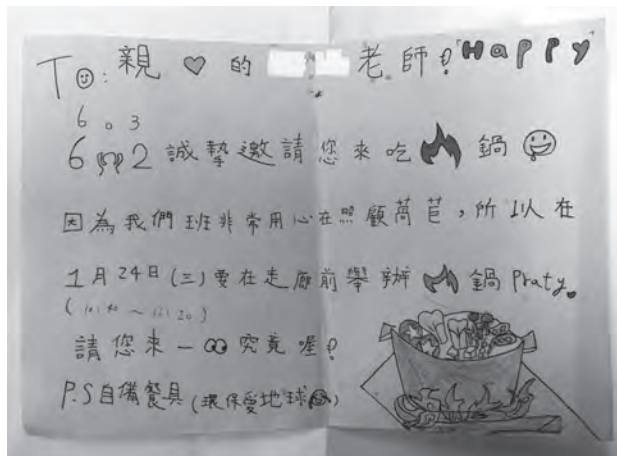 To: 親♡的 老師! "Happy"
6 。 3
6 2 誠摯邀請您來吃 鍋
因為我們班非常用心在照顧萵苣,所以在
1月24日(三)要在走廊前舉辦 鍋 Praty。
請您來一 究竟喔!
P.S自備餐具(環保愛地球)